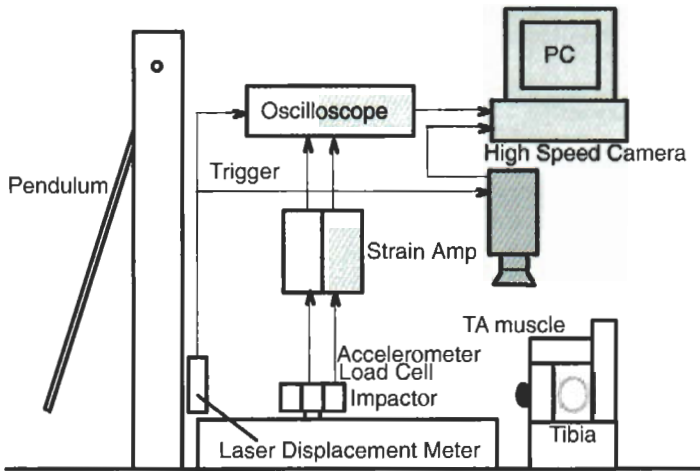 PC
Oscilloscope
High Speed Camera
Trigger
Pendulum
Strain Amp
TA muscle
Accelerometer
Load Cell
Impactor
Tibia
Laser Displacement Meter